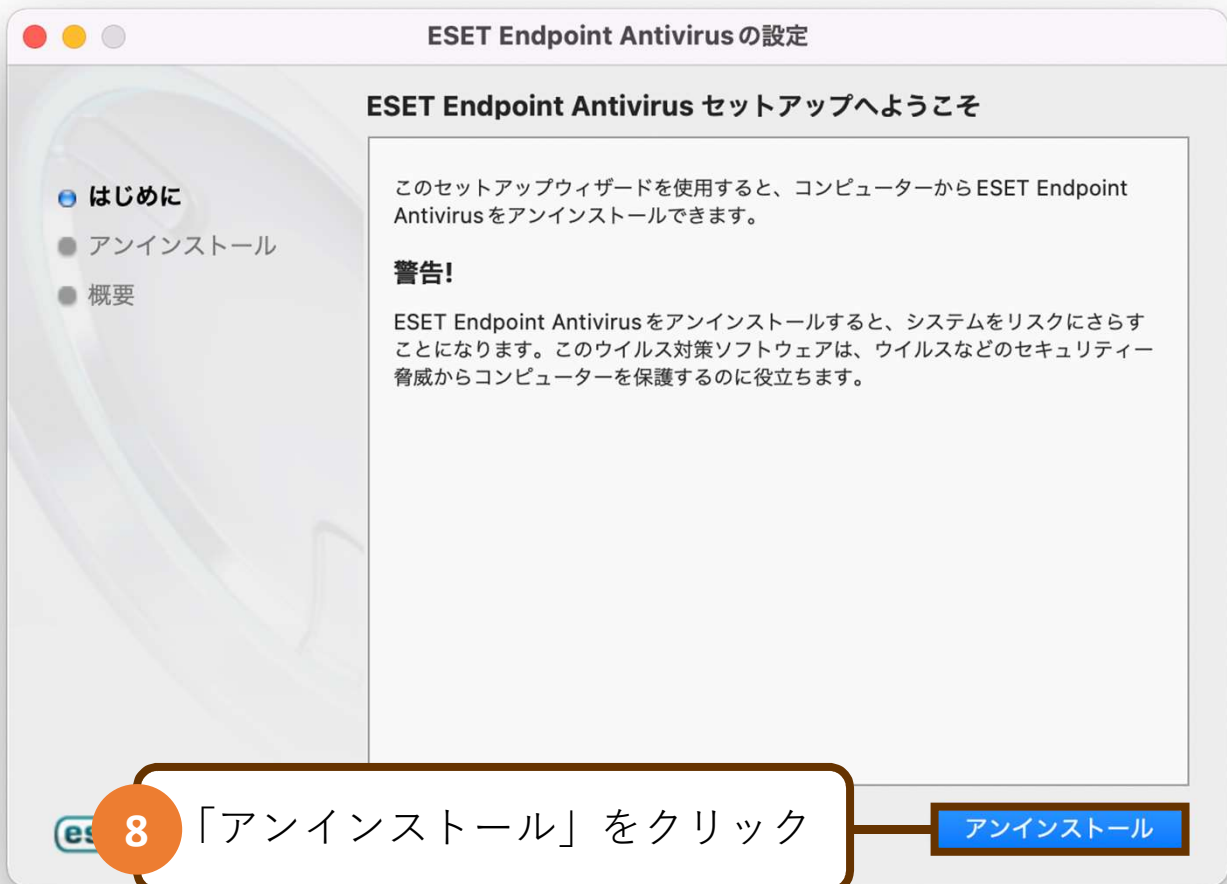 ESET Endpoint Antivirusの設定
ESET Endpoint Antivirus セットアップへようこそ
はじめに
アンインストール
概要
このセットアップウィザードを使用すると、コンピューターからESET Endpoint
Antivirusをアンインストールできます。
警告!
ESET Endpoint Antivirusをアンインストールすると、システムをリスクにさらす
ことになります。このウイルス対策ソフトウェアは、ウイルスなどのセキュリティー
脅威からコンピューターを保護するのに役立ちます。
8 「アンインストール」をクリック
アンインストール